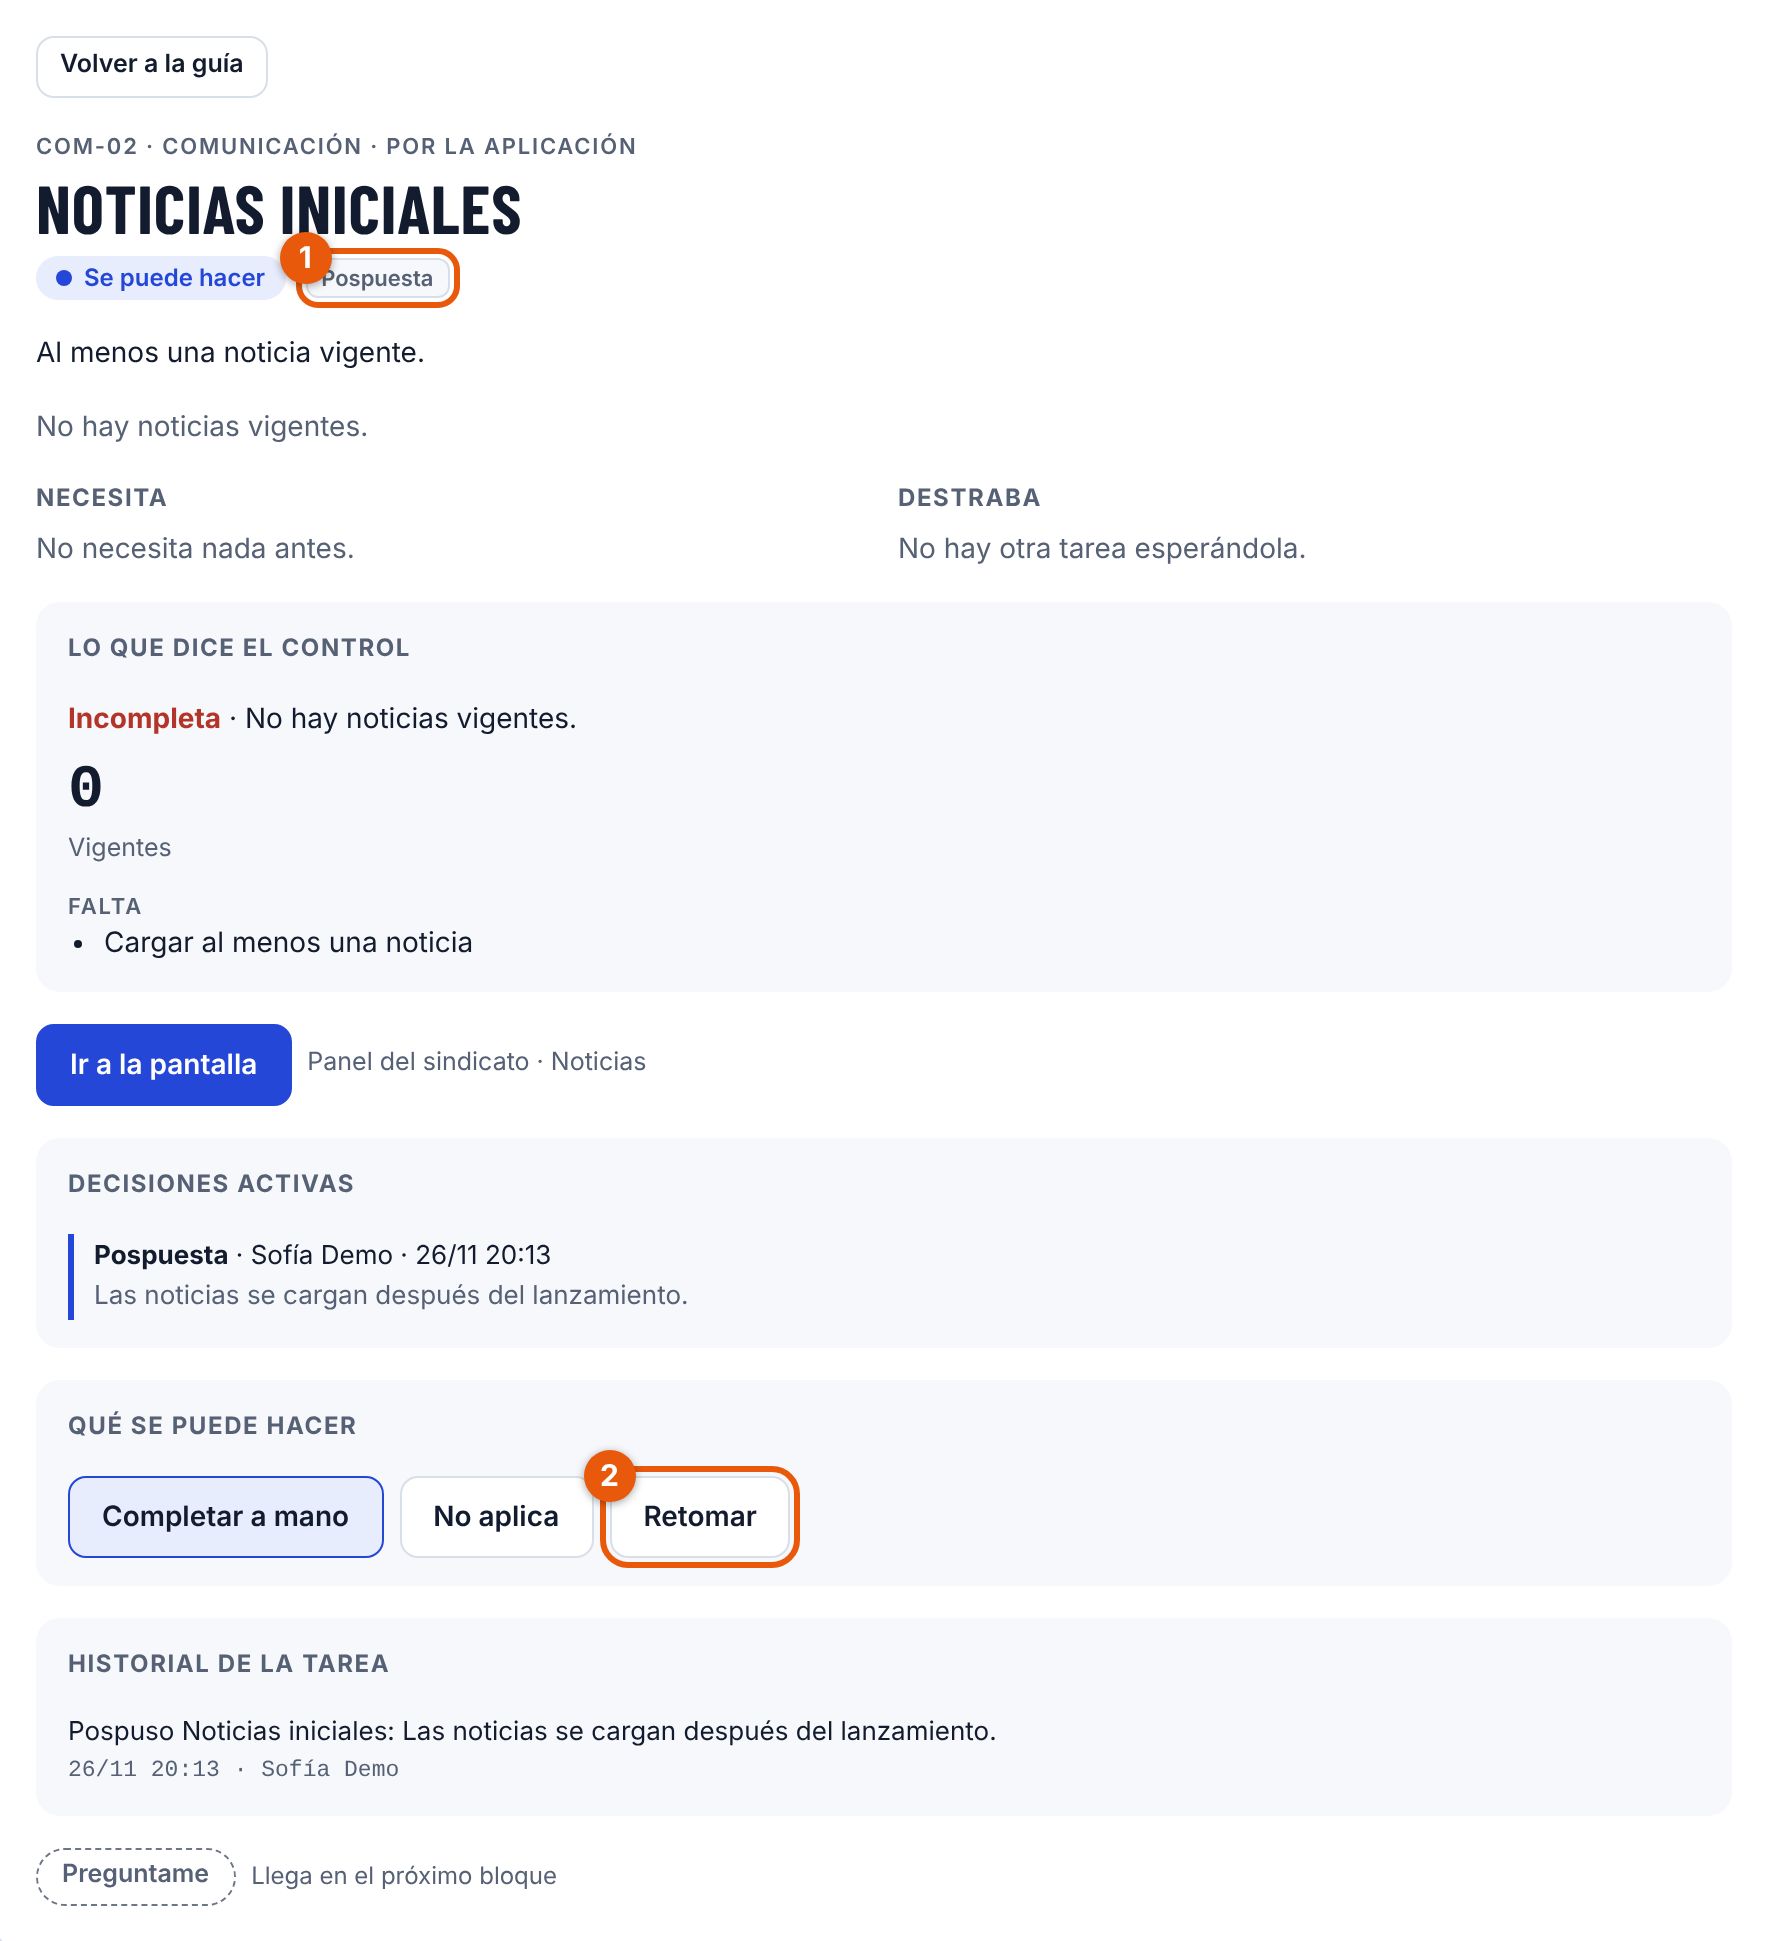 Volver a la guía
COM-02 · COMUNICACIÓN · POR LA APLICACIÓN
NOTICIAS INICIALES
Se puede hacer
1
Pospuesta
Al menos una noticia vigente.
No hay noticias vigentes.
NECESITA
No necesita nada antes.
DESTRABA
No hay otra tarea esperándola.
LO QUE DICE EL CONTROL
Incompleta · No hay noticias vigentes.
0
Vigentes
FALTA
• Cargar al menos una noticia
Ir a la pantalla
Panel del sindicato · Noticias
DECISIONES ACTIVAS
Pospuesta · Sofía Demo · 26/11 20:13
Las noticias se cargan después del lanzamiento.
QUÉ SE PUEDE HACER
Completar a mano
No aplica
2
Retomar
HISTORIAL DE LA TAREA
Pospuso Noticias iniciales: Las noticias se cargan después del lanzamiento.
26/11 20:13 · Sofía Demo
Preguntame
Llega en el próximo bloque